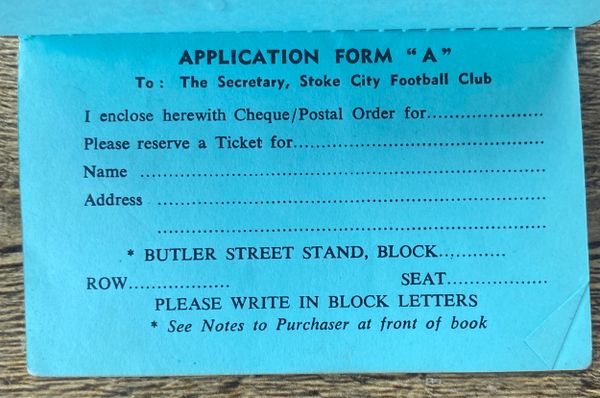 APPLICATION FORM "A"
To: The Secretary, Stoke City Football Club
I enclose herewith Cheque/Postal Order for.....................
Please reserve a Ticket for.............................................
Name .........................................................................
Address ......................................................................
......................................................................
* BUTLER STREET STAND, BLOCK............
ROW.................. SEAT..................
PLEASE WRITE IN BLOCK LETTERS
* See Notes to Purchaser at front of book